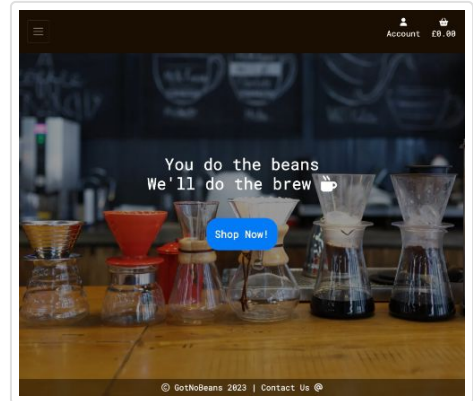 Account £0.00
You do the beans
We'll do the brew
Shop Now!
© GotNoBeans 2023 | Contact Us @